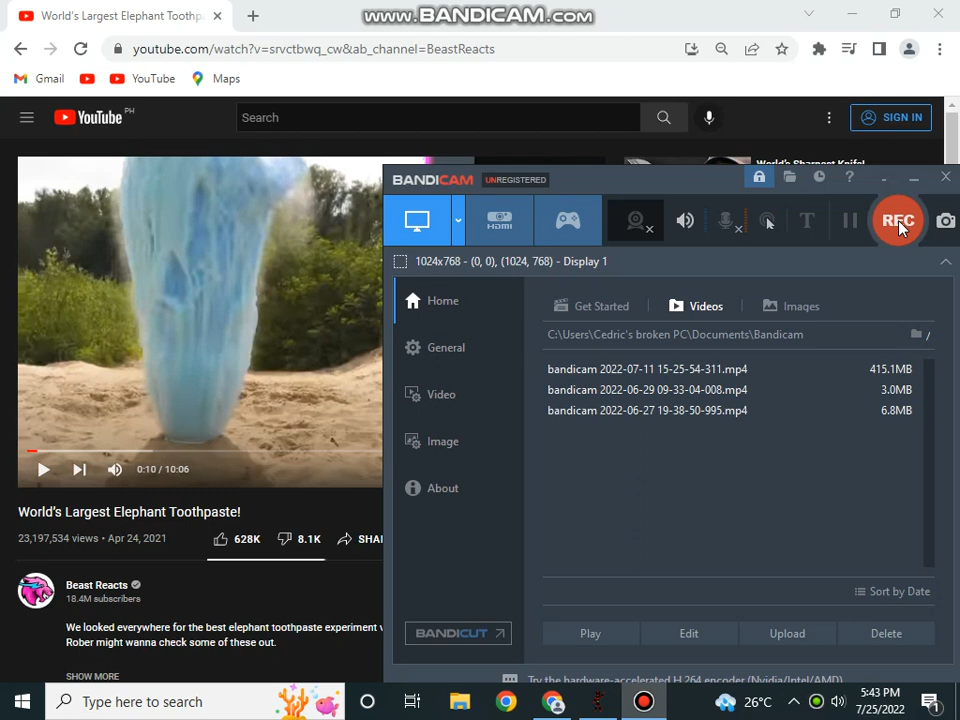 World's Largest Elephant Toothp
www.BANDICAM.com
youtube.com/watch?v=srvctbwq_cw&ab_channel=BeastReacts
Gmail
YouTube
Maps
YouTube PH
Search
SIGN IN
World's Sharpest Knife!
BANDICAM UNREGISTERED
HDMI
T
REC
1024x768 - (0, 0), (1024, 768) - Display 1
Home
General
Video
Image
About
BANDICUT
Get Started
Videos
Images
C:\Users\Cedric's broken PC\Documents\Bandicam
bandicam 2022-07-11 15-25-54-311.mp4 415.1MB
bandicam 2022-06-29 09-33-04-008.mp4 3.0MB
bandicam 2022-06-27 19-38-50-995.mp4 6.8MB
Sort by Date
Play Edit Upload Delete
Try the hardware-accelerated H.264 encoder (Nvidia/Intel/AMD)
0:10 / 10:06
World's Largest Elephant Toothpaste!
23,197,534 views • Apr 24, 2021
628K
8.1K
SHA
Beast Reacts
18.4M subscribers
We looked everywhere for the best elephant toothpaste experiment
Rober might wanna check some of these out.
SHOW MORE
Type here to search
26°C
5:43 PM
7/25/2022
1